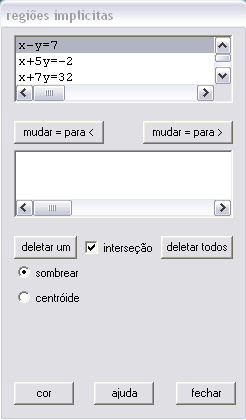 regiões implícitas
x-y=7
x+5y=-2
x+7y=32
mudar = para <
mudar = para >
deletar um
interseção
deletar todos
sombrear
centróide
cor
ajuda
fechar